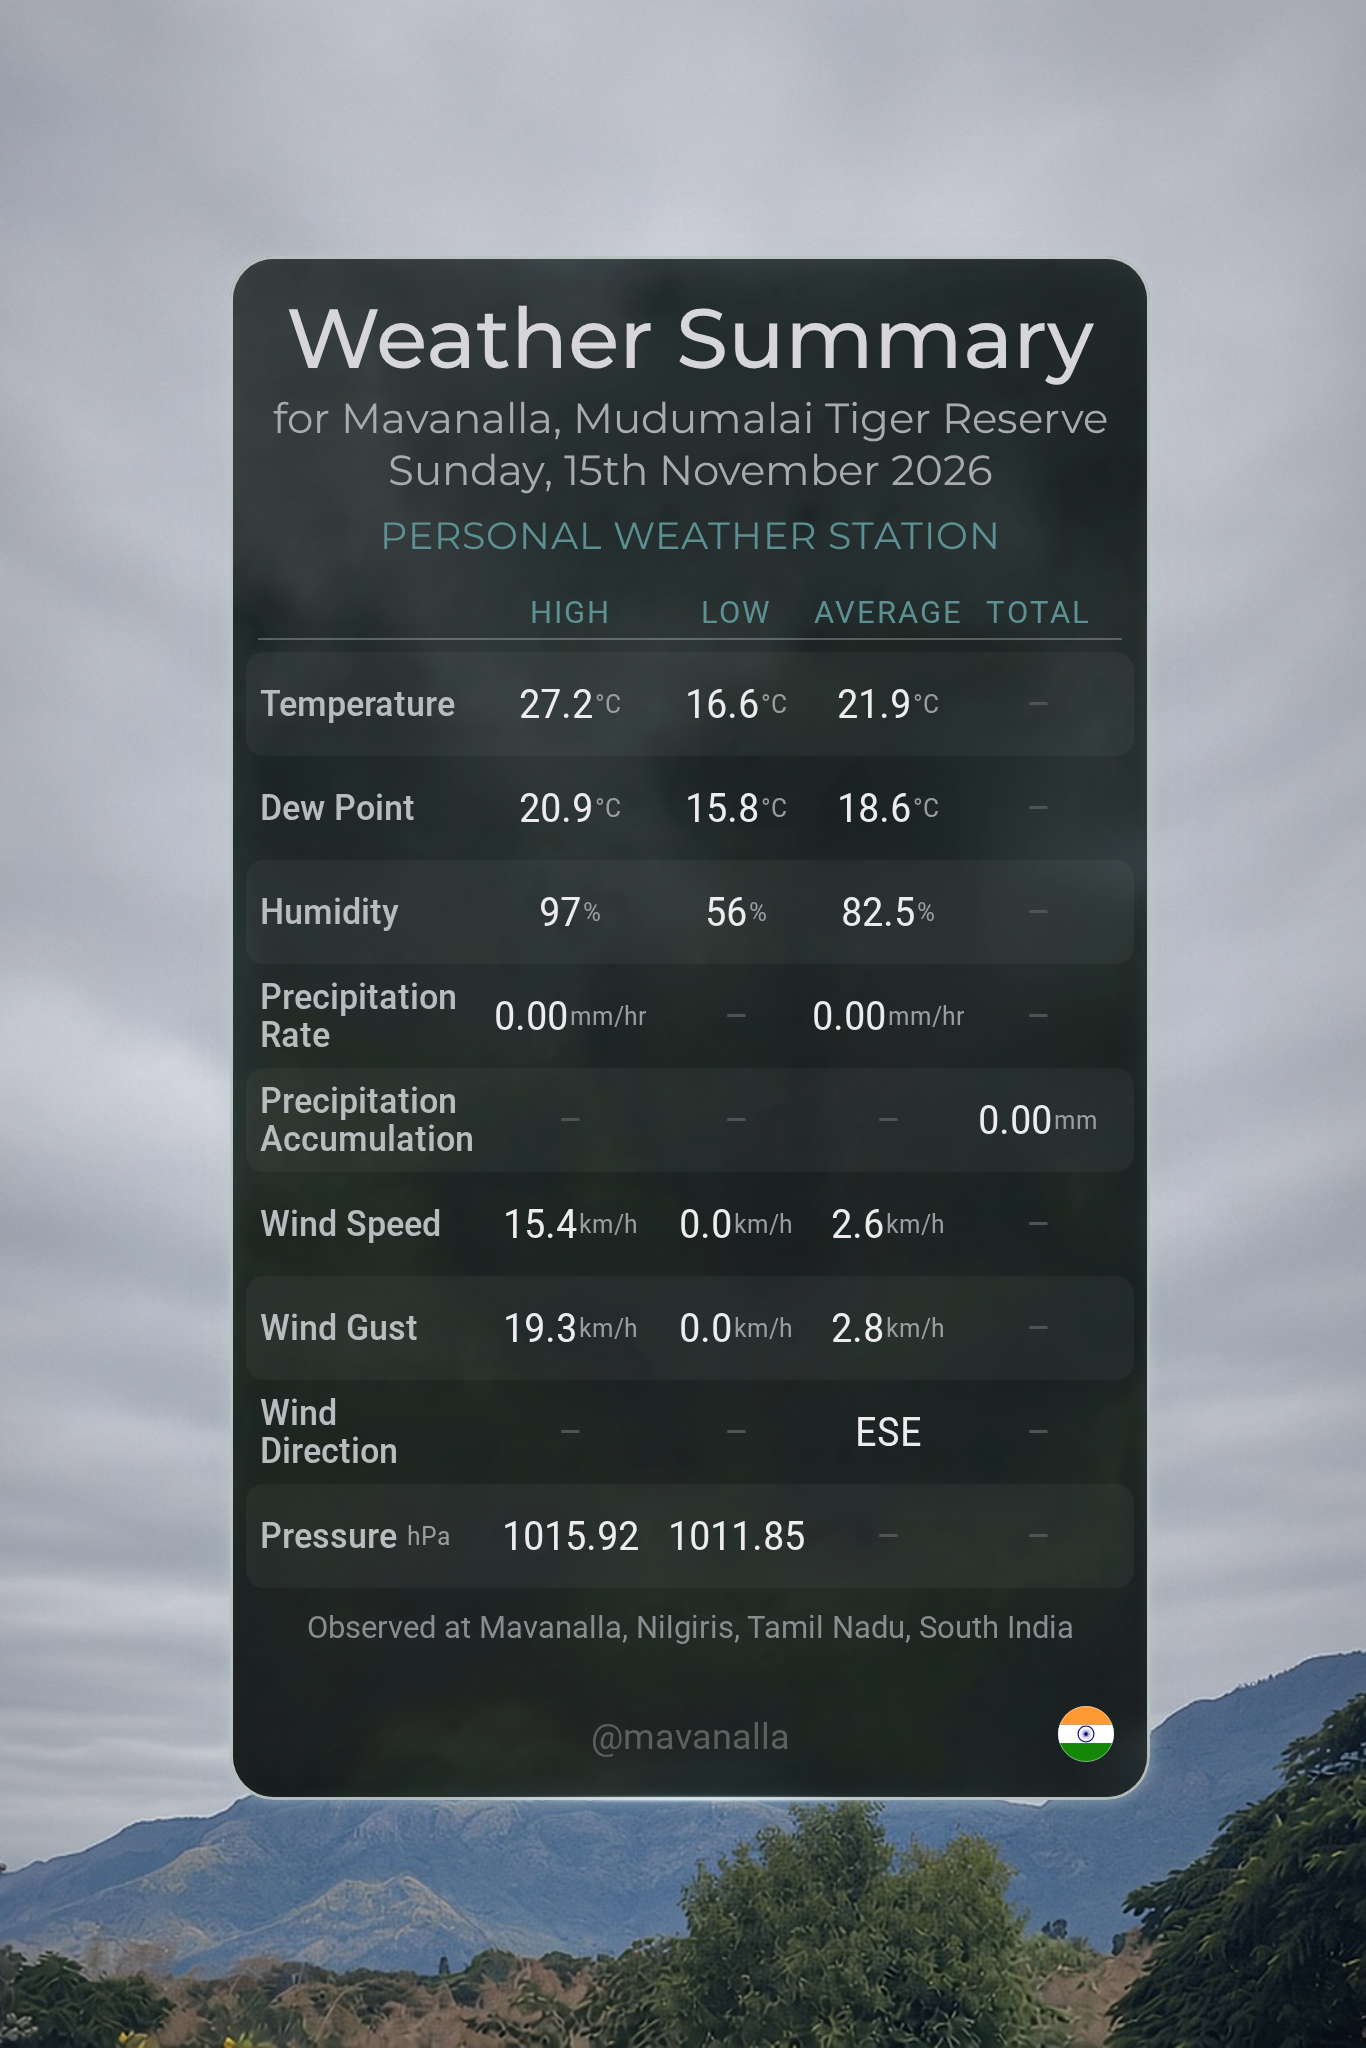 Weather Summary
for Mavanalla, Mudumalai Tiger Reserve
Sunday, 15th November 2026
PERSONAL WEATHER STATION
HIGH LOW AVERAGE TOTAL
Temperature 27.2°C 16.6°C 21.9°C –
Dew Point 20.9°C 15.8°C 18.6°C –
Humidity 97% 56% 82.5% –
Precipitation
Rate 0.00mm/hr – 0.00mm/hr –
Precipitation
Accumulation – – – 0.00mm
Wind Speed 15.4km/h 0.0km/h 2.6km/h –
Wind Gust 19.3km/h 0.0km/h 2.8km/h –
Wind
Direction – – ESE –
Pressure hPa 1015.92 1011.85 – –
Observed at Mavanalla, Nilgiris, Tamil Nadu, South India
@mavanalla